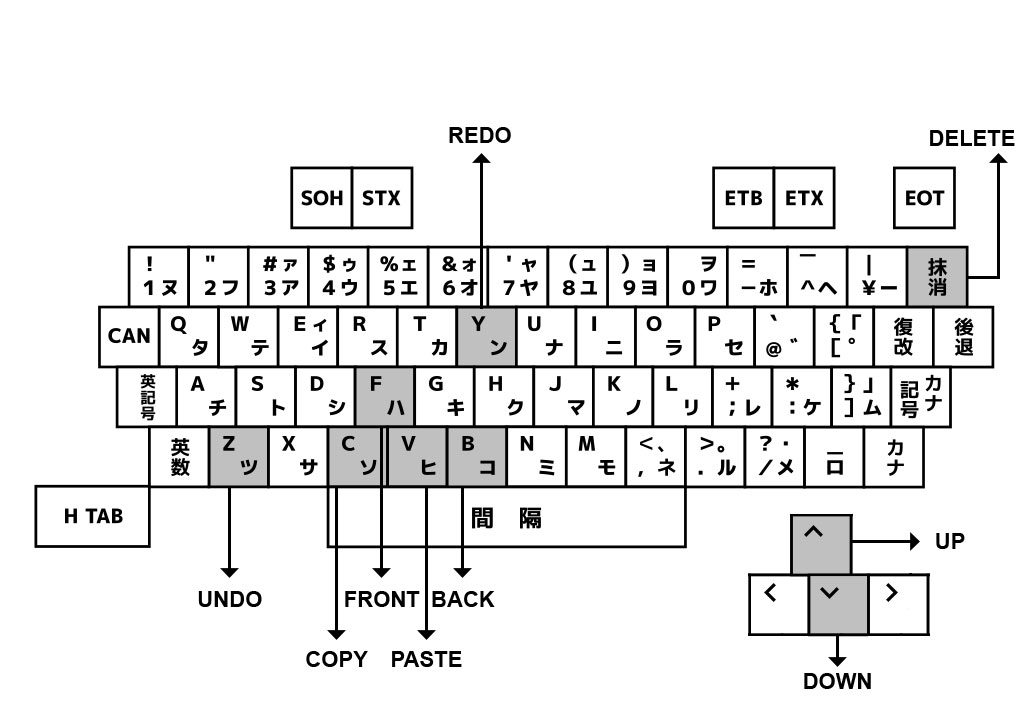 REDO
DELETE
SOH STX ETB ETX EOT
! " # ァ $ ゥ % ェ & ォ ' ャ ( ュ ) ョ ヲ = ‾ | 抹
1 ヌ 2 フ 3 ア 4 ウ 5 エ 6 オ 7 ヤ 8 ユ 9 ヨ 0 ワ − ホ ^ ヘ ¥ ー 消
CAN Q W E ィ R T Y U I O P ` { 「 復 後
タ テ イ ス カ ン ナ ニ ラ セ @ ゛ [ ゜ 改 退
英記号 A S D F G H J K L + * } 」 カナ記号
チ ト シ ハ キ ク マ ノ リ ; レ : ケ ] ム
英数 Z X C V B N M < 、 > 。 ? ・ _ カナ
ツ サ ソ ヒ コ ミ モ , ネ . ル / メ ロ
H TAB 間 隔
^
UP
UNDO FRONT BACK
< v >
COPY PASTE
DOWN